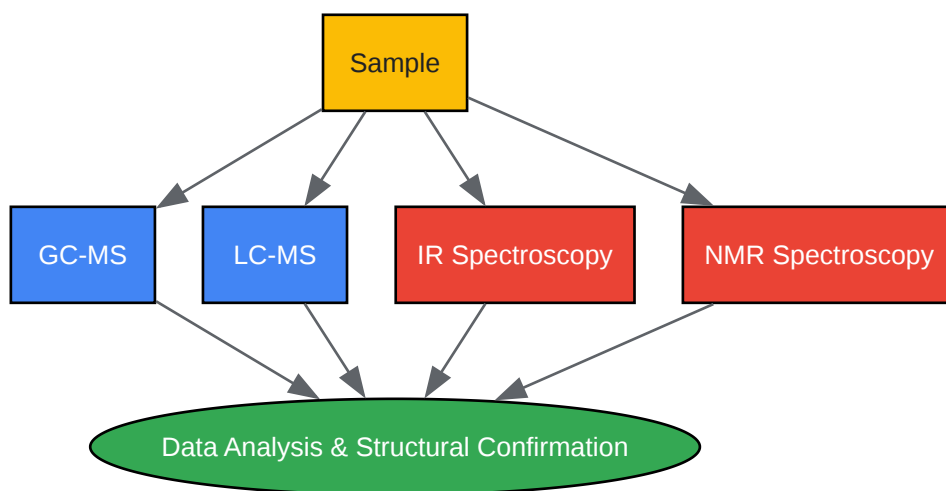 Sample
GC-MS
LC-MS
IR Spectroscopy
NMR Spectroscopy
Data Analysis & Structural Confirmation